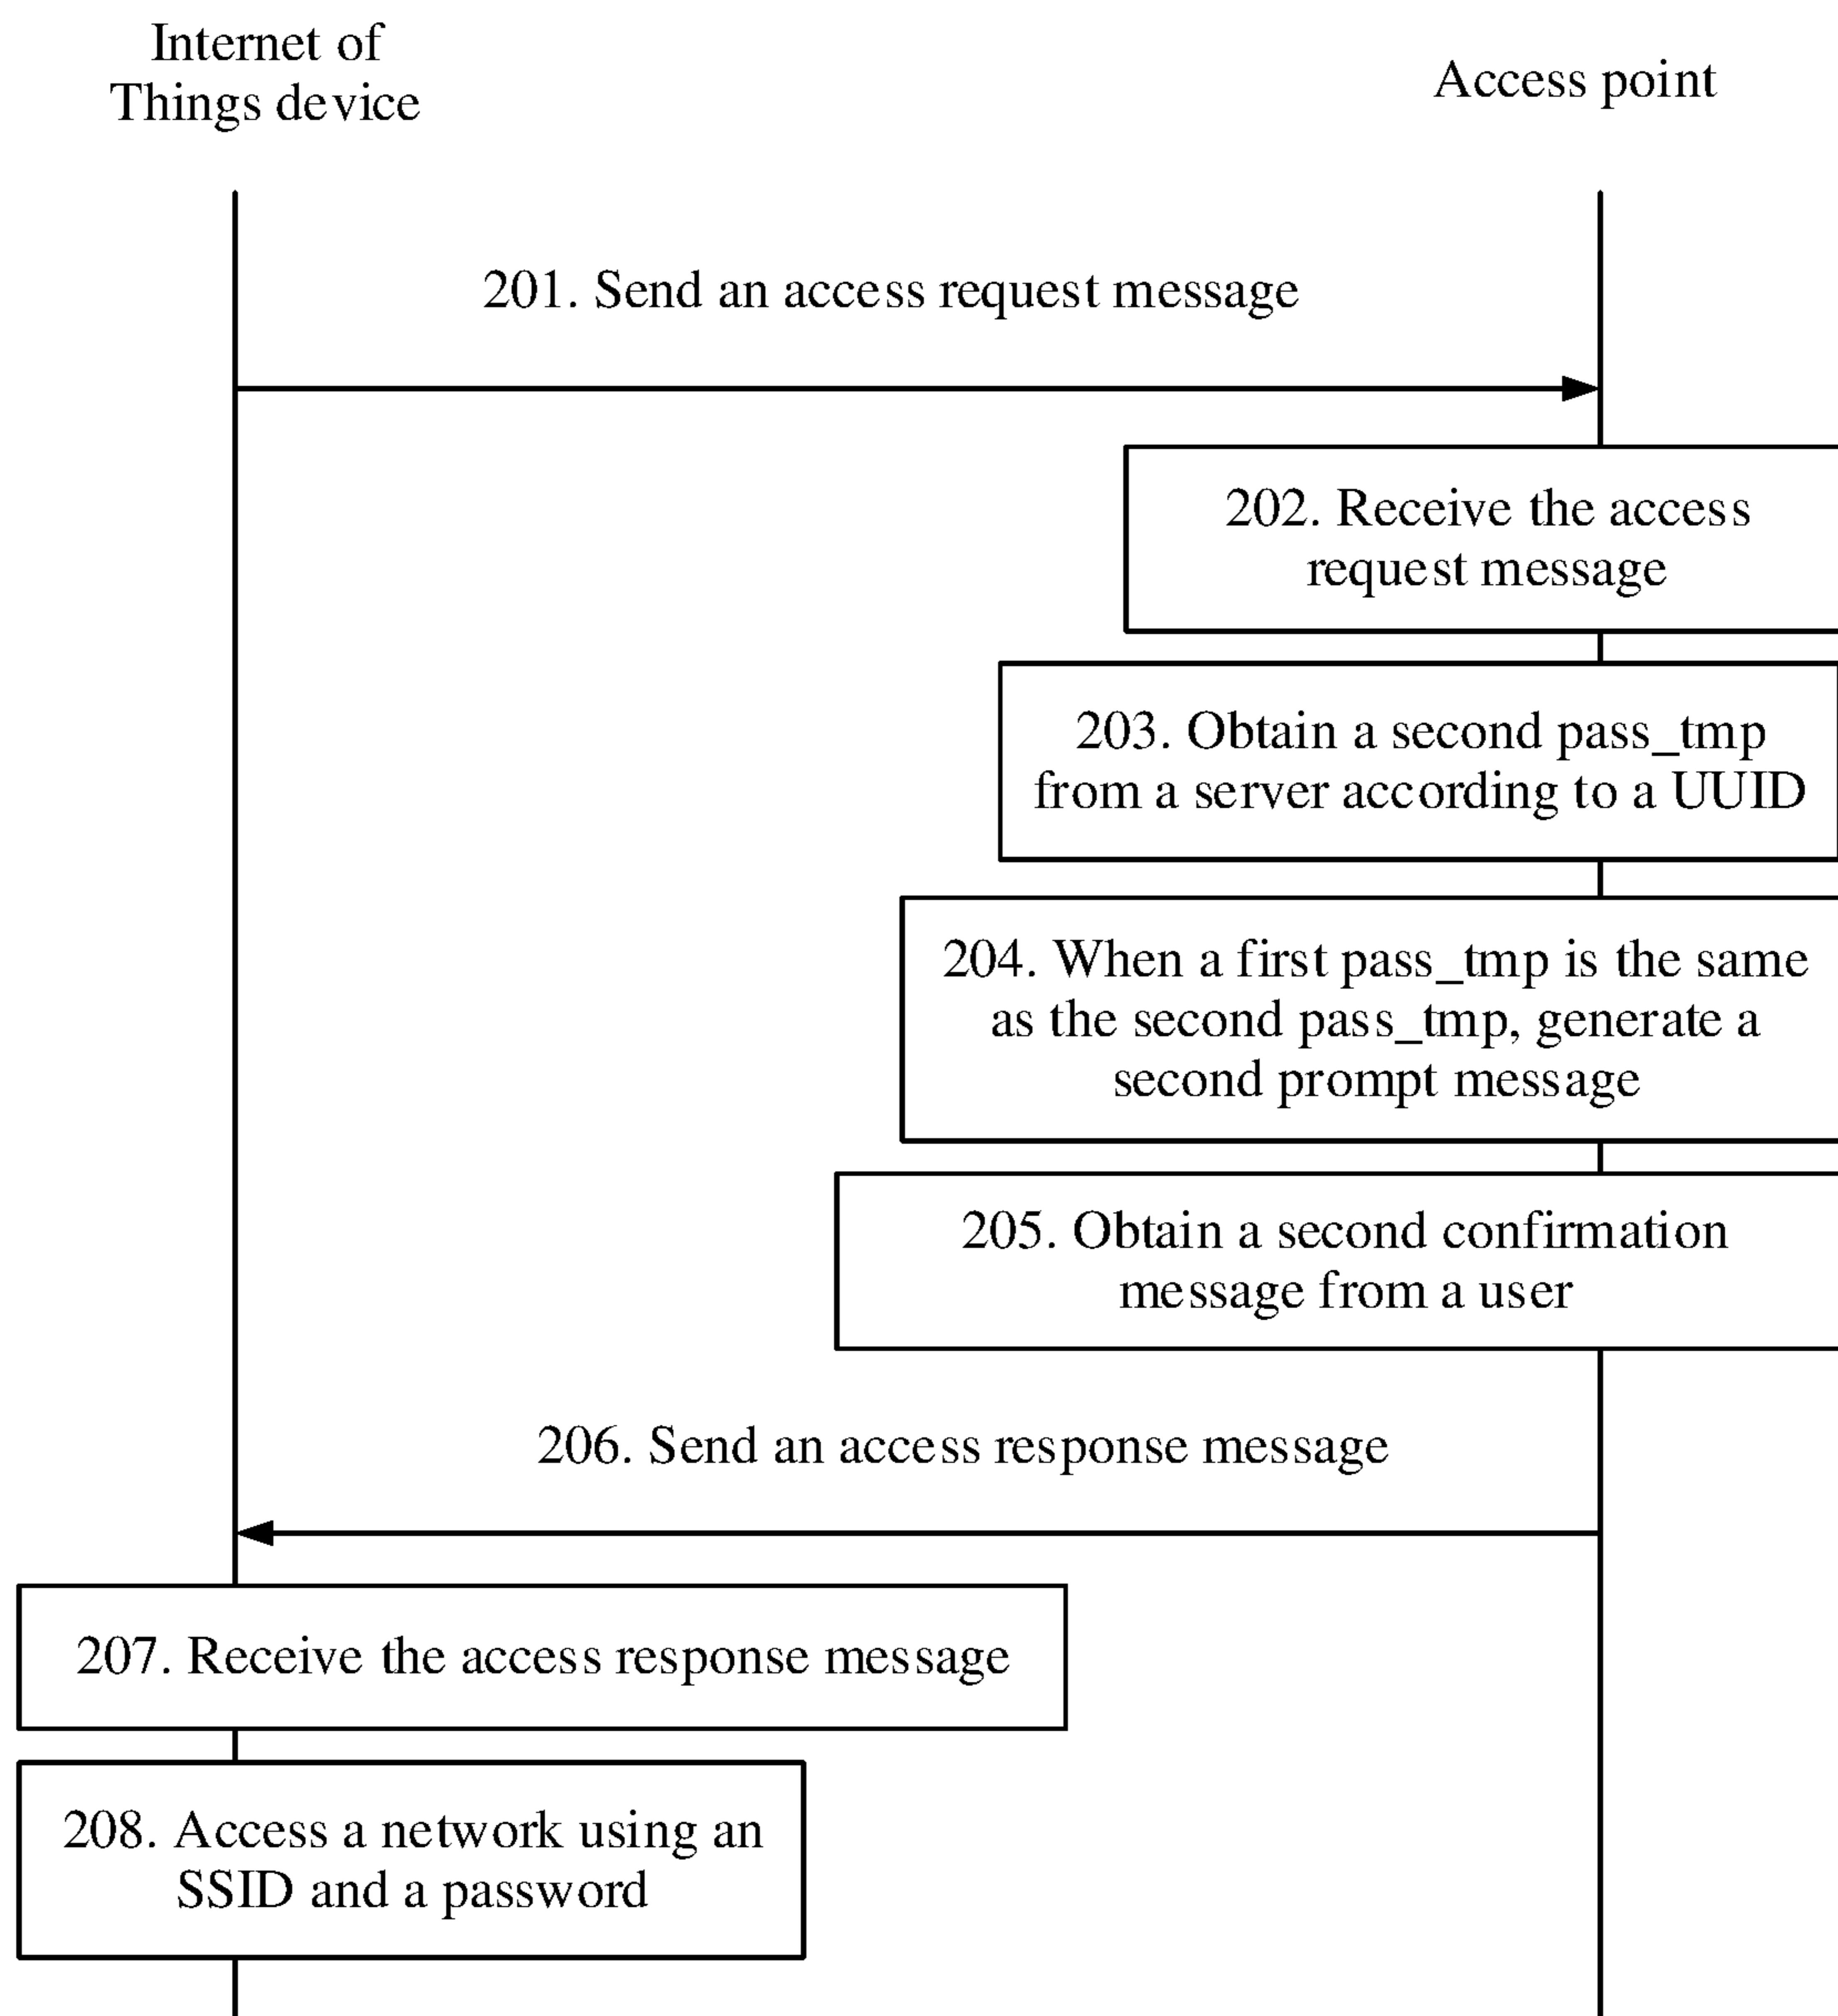 Internet of
Things device
Access point
201. Send an access request message
202. Receive the access
request message
203. Obtain a second pass_tmp
from a server according to a UUID
204. When a first pass_tmp is the same
as the second pass_tmp, generate a
second prompt message
205. Obtain a second confirmation
message from a user
206. Send an access response message
207. Receive the access response message
208. Access a network using an
SSID and a password